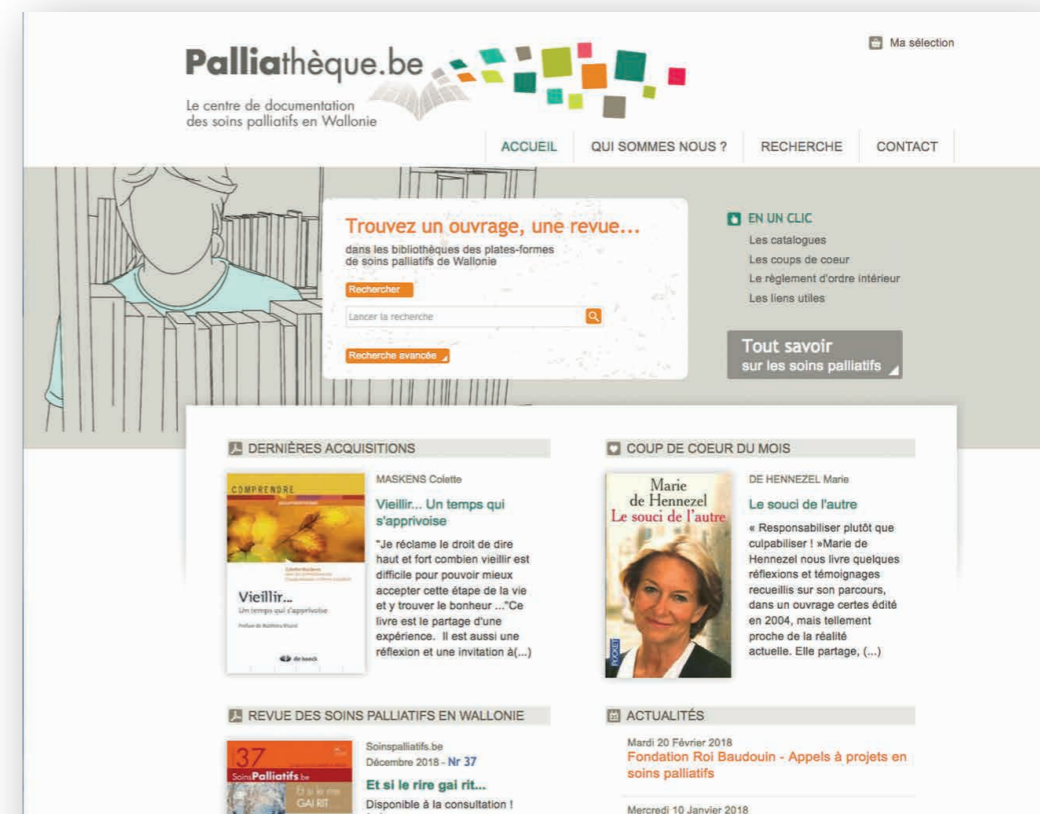 Palliathèque.be
Le centre de documentation
des soins palliatifs en Wallonie
Ma sélection
ACCUEIL
QUI SOMMES NOUS ?
RECHERCHE
CONTACT
Trouvez un ouvrage, une revue...
dans les bibliothèques des plates-formes
de soins palliatifs de Wallonie
Rechercher
Lancer la recherche
Recherche avancée
EN UN CLIC
Les catalogues
Les coups de coeur
Le règlement d'ordre intérieur
Les liens utiles
Tout savoir
sur les soins palliatifs
DERNIÈRES ACQUISITIONS
COMPRENDRE
Vieillir...
Un temps qui s'apprivoise
de boeck
MASKENS Colette
Vieillir... Un temps qui
s'apprivoise
"Je réclame le droit de dire
haut et fort combien vieillir est
difficile pour pouvoir mieux
accepter cette étape de la vie
et y trouver le bonheur ..."Ce
livre est le partage d'une
expérience. Il est aussi une
réflexion et une invitation à(...)
COUP DE COEUR DU MOIS
Marie
de Hennezel
Le souci de l'autre
POCKET
DE HENNEZEL Marie
Le souci de l'autre
« Responsabiliser plutôt que
culpabiliser ! »Marie de
Hennezel nous livre quelques
réflexions et témoignages
recueillis sur son parcours,
dans un ouvrage certes édité
en 2004, mais tellement
proche de la réalité
actuelle. Elle partage, (...)
REVUE DES SOINS PALLIATIFS EN WALLONIE
37
SoinsPalliatifs.be
Et si le rire
GAI RIT...
Soinspalliatifs.be
Décembre 2018 - Nr 37
Et si le rire gai rit...
Disponible à la consultation !
ACTUALITÉS
Mardi 20 Février 2018
Fondation Roi Baudouin - Appels à projets en
soins palliatifs
Mercredi 10 Janvier 2018